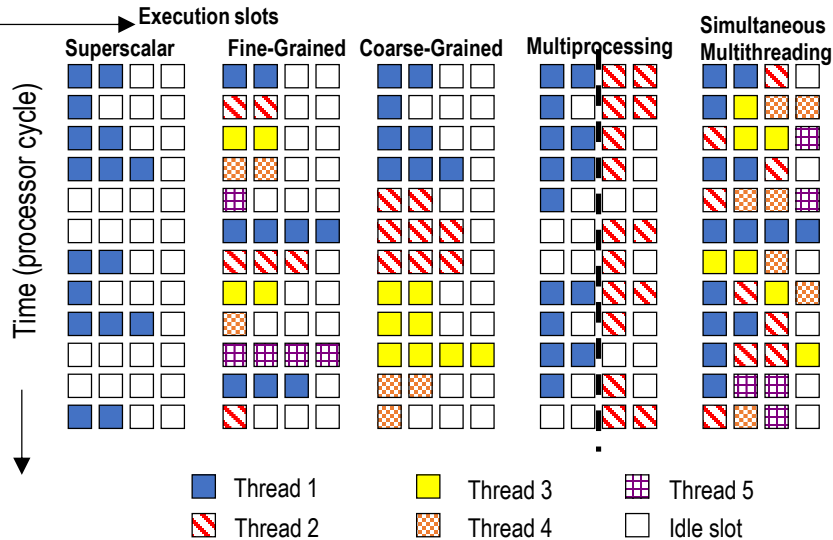 Execution slots
Superscalar
Fine-Grained
Coarse-Grained
Multiprocessing
Simultaneous
Multithreading
Time (processor cycle)
Thread 1
Thread 3
Thread 5
Thread 2
Thread 4
Idle slot